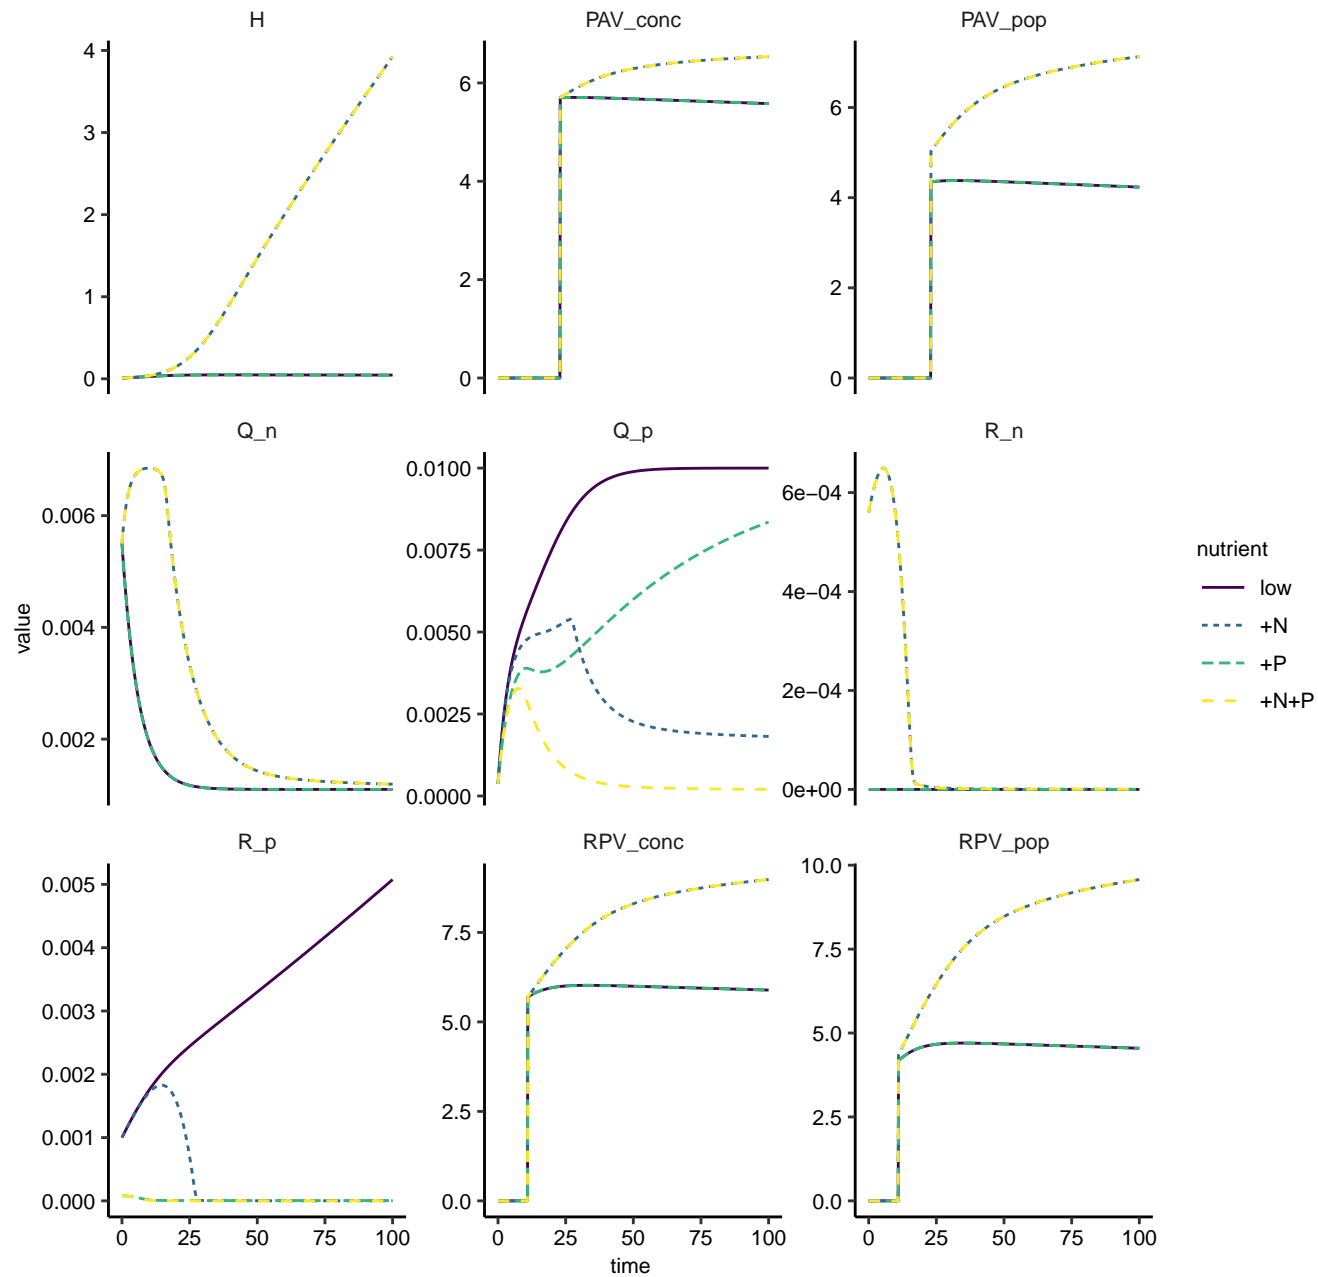 H
PAV_conc
PAV_pop
4
3
2
1
0
6
4
2
0
6
4
2
0
Q_n
Q_p
R_n
0.006
0.004
0.002
0.0100
0.0075
0.0050
0.0025
0.0000
6e−04
4e−04
2e−04
0e+00
R_p
RPV_conc
RPV_pop
0.005
0.004
0.003
0.002
0.001
0.000
7.5
5.0
2.5
0.0
10.0
7.5
5.0
2.5
0.0
0 25 50 75 100
0 25 50 75 100
0 25 50 75 100
time
value
nutrient
low
+N
+P
+N+P